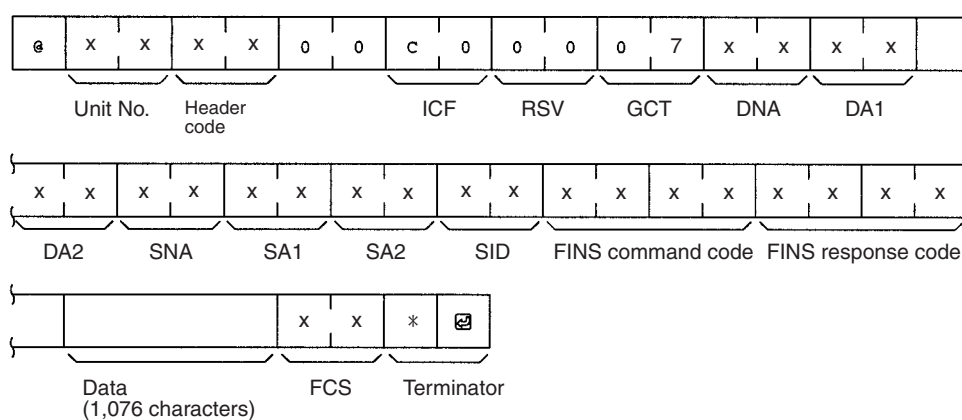 @ x x x x 0 0 C 0 0 0 0 7 x x x x
Unit No. Header code ICF RSV GCT DNA DA1
x x x x x x x x x x x x x x x x x x
DA2 SNA SA1 SA2 SID FINS command code FINS response code
x x * ↵
Data (1,076 characters) FCS Terminator